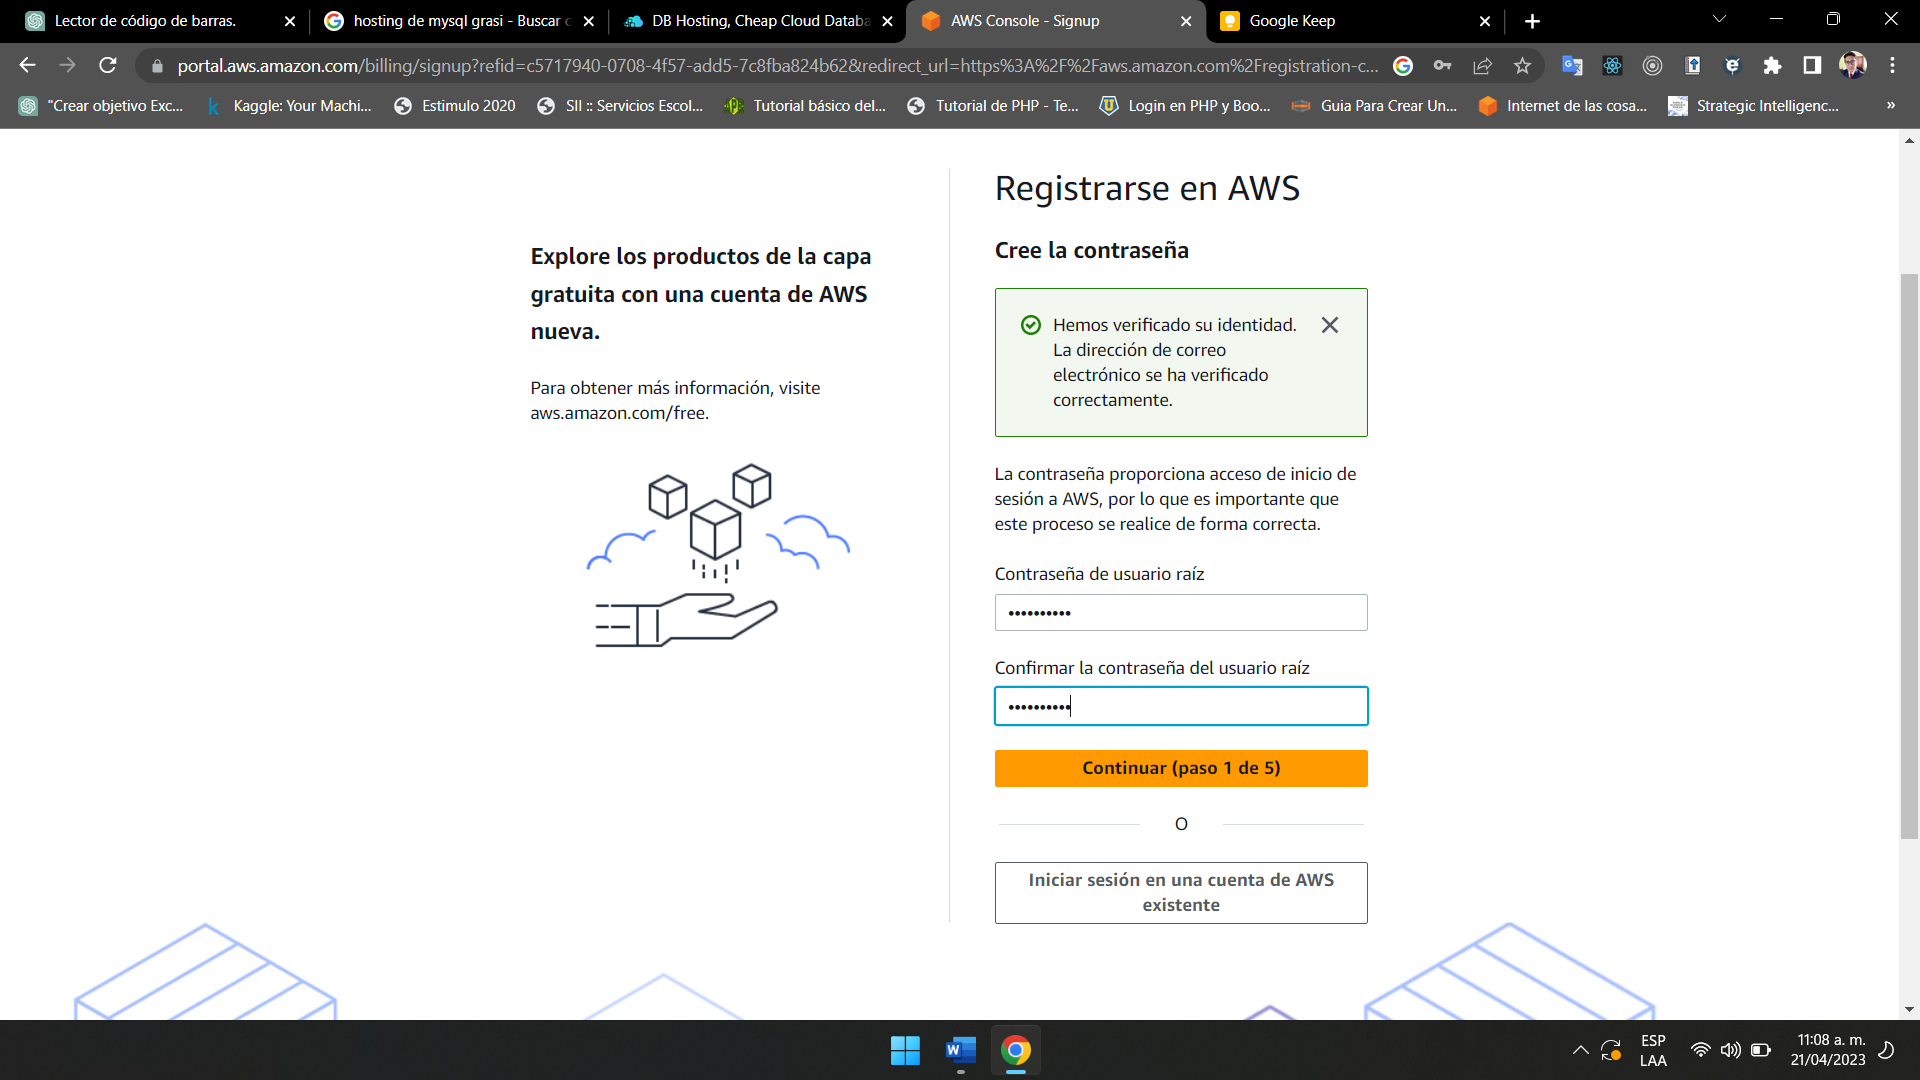 Lector de código de barras.
hosting de mysql grasi - Buscar c
DB Hosting, Cheap Cloud Databa
AWS Console - Signup
Google Keep
portal.aws.amazon.com/billing/signup?refid=c5717940-0708-4f57-add5-7c8fba824b62&redirect_url=https%3A%2F%2Faws.amazon.com%2Fregistration-c...
"Crear objetivo Exc...
Kaggle: Your Machi...
Estimulo 2020
SII :: Servicios Escol...
Tutorial básico del...
Tutorial de PHP - Te...
Login en PHP y Boo...
Guia Para Crear Un...
Internet de las cosa...
Strategic Intelligenc...
»
Explore los productos de la capa
gratuita con una cuenta de AWS
nueva.
Para obtener más información, visite
aws.amazon.com/free.
Registrarse en AWS
Cree la contraseña
Hemos verificado su identidad.
La dirección de correo
electrónico se ha verificado
correctamente.
La contraseña proporciona acceso de inicio de
sesión a AWS, por lo que es importante que
este proceso se realice de forma correcta.
Contraseña de usuario raíz
••••••••••
Confirmar la contraseña del usuario raíz
••••••••••
Continuar (paso 1 de 5)
O
Iniciar sesión en una cuenta de AWS
existente
ESP
LAA
11:08 a. m.
21/04/2023